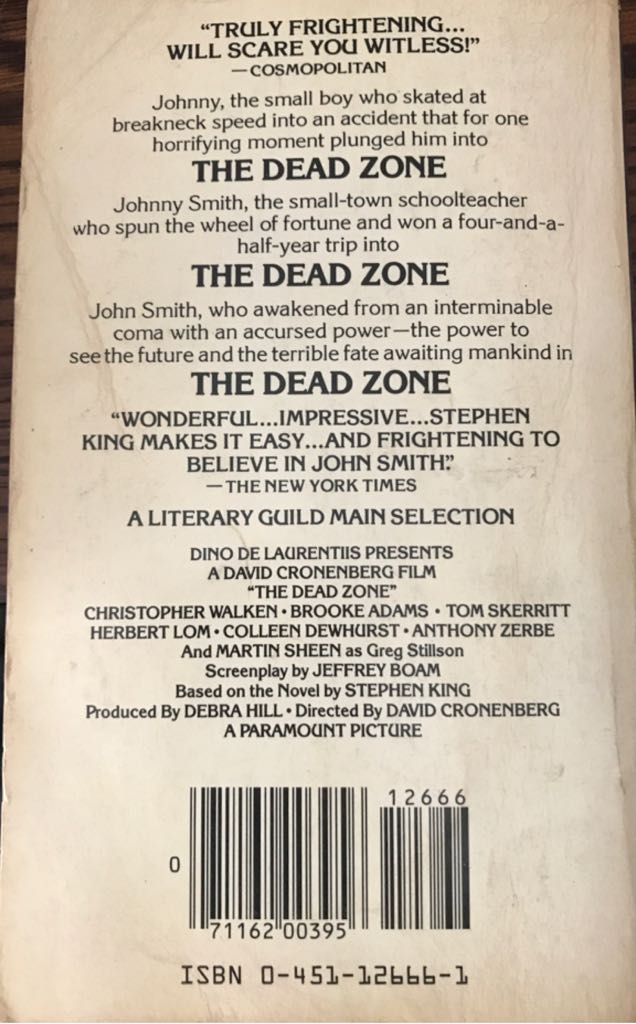 “TRULY FRIGHTENING...
WILL SCARE YOU WITLESS!”
—COSMOPOLITAN
Johnny, the small boy who skated at
breakneck speed into an accident that for one
horrifying moment plunged him into
THE DEAD ZONE
Johnny Smith, the small-town schoolteacher
who spun the wheel of fortune and won a four-and-a-
half-year trip into
THE DEAD ZONE
John Smith, who awakened from an interminable
coma with an accursed power—the power to
see the future and the terrible fate awaiting mankind in
THE DEAD ZONE
“WONDERFUL...IMPRESSIVE...STEPHEN
KING MAKES IT EASY...AND FRIGHTENING TO
BELIEVE IN JOHN SMITH.”
—THE NEW YORK TIMES
A LITERARY GUILD MAIN SELECTION
DINO DE LAURENTIIS PRESENTS
A DAVID CRONENBERG FILM
“THE DEAD ZONE”
CHRISTOPHER WALKEN • BROOKE ADAMS • TOM SKERRITT
HERBERT LOM • COLLEEN DEWHURST • ANTHONY ZERBE
And MARTIN SHEEN as Greg Stillson
Screenplay by JEFFREY BOAM
Based on the Novel by STEPHEN KING
Produced By DEBRA HILL • Directed By DAVID CRONENBERG
A PARAMOUNT PICTURE
12666
0
71162 00395
ISBN 0-451-12666-1